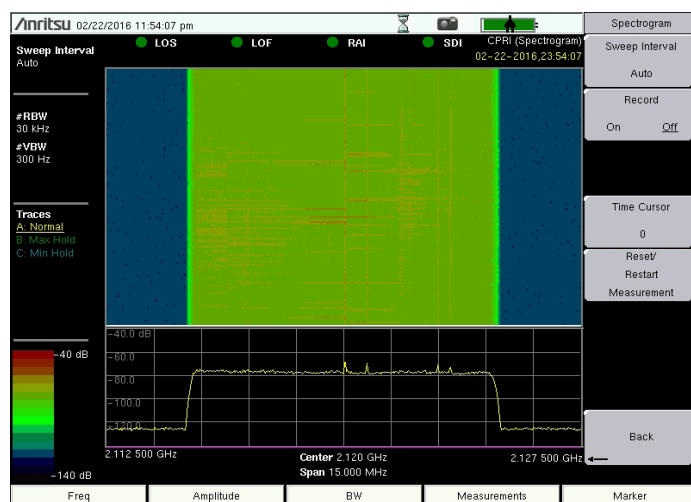 Anritsu 02/22/2016 11:54:07 pm
Spectrogram
Sweep Interval
Auto
LOS
LOF
RAI
SDI
CPRI (Spectrogram)
02-22-2016,23:54:07
#RBW
30 kHz
#VBW
300 Hz
Traces
A: Normal
B: Max Hold
C: Min Hold
-40 dB
-140 dB
-40.0 dB
-60.0
-80.0
-100.0
-120.0
2.112 500 GHz
Center 2.120 GHz
Span 15.000 MHz
2.127 500 GHz
Sweep Interval
Auto
Record
On Off
Time Cursor
0
Reset/
Restart
Measurement
Back
Freq
Amplitude
BW
Measurements
Marker